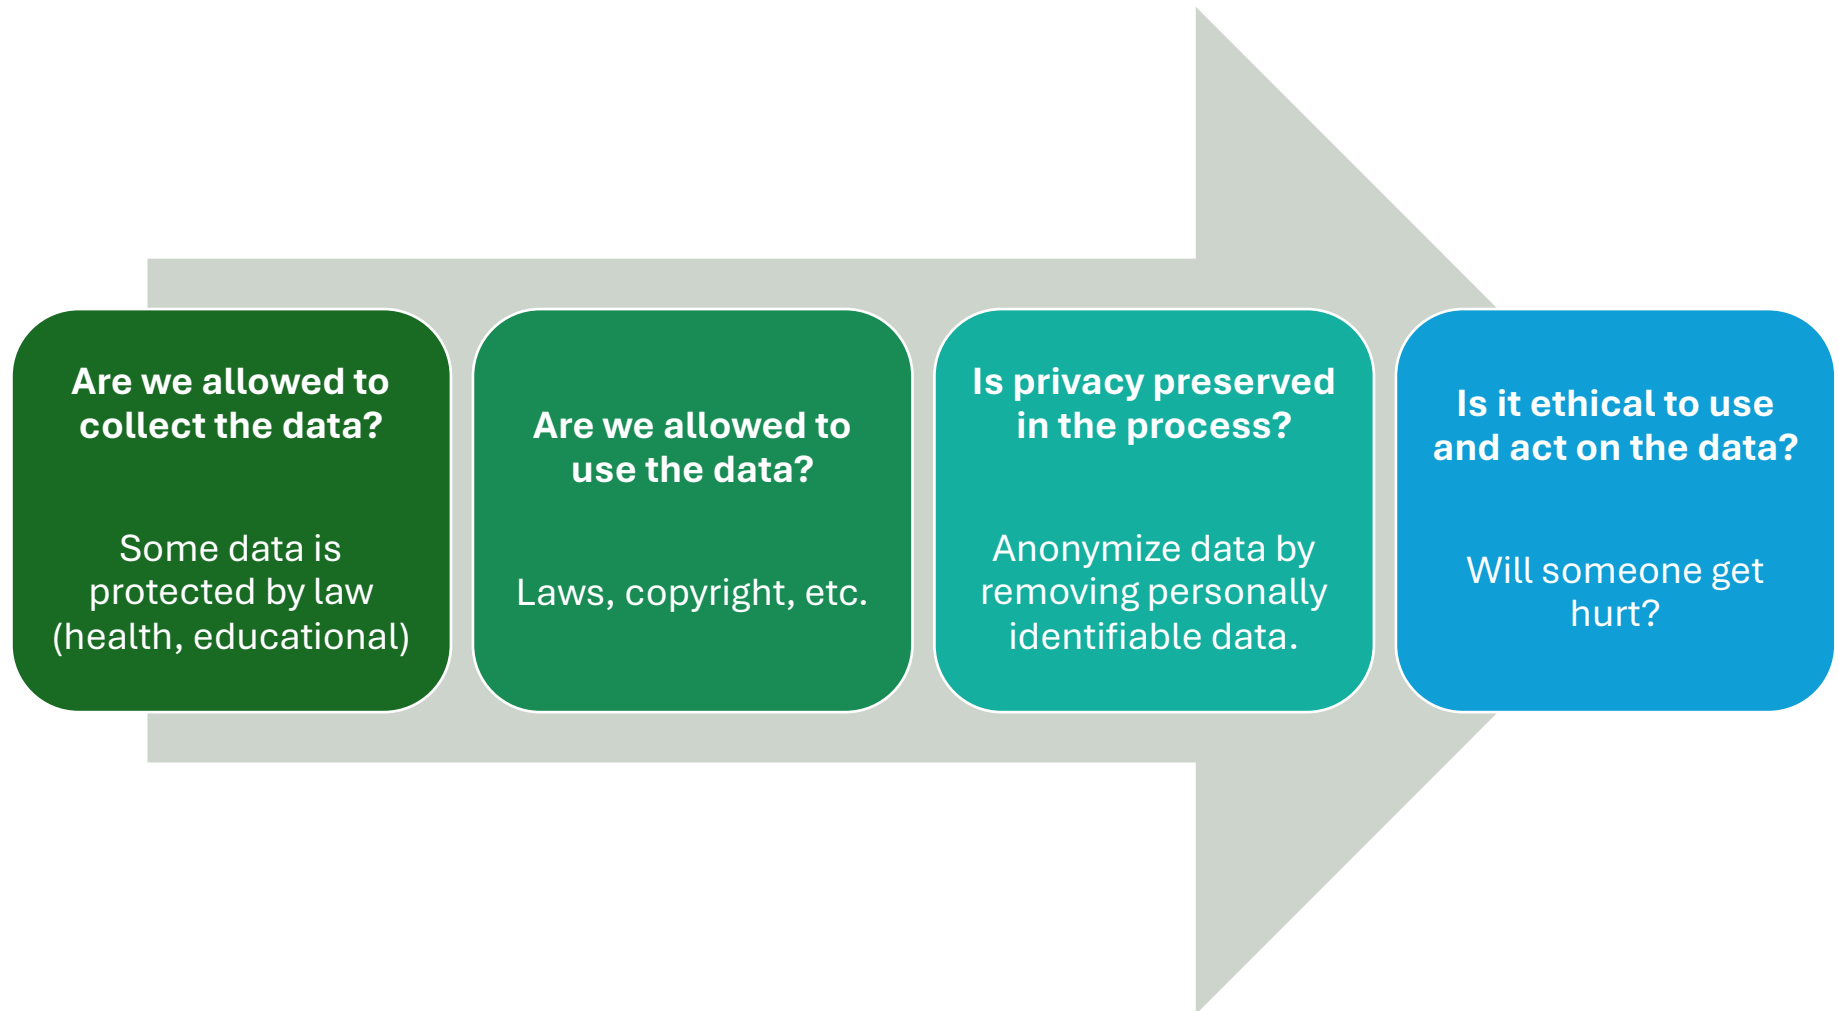 Are we allowed to
collect the data?
Some data is
protected by law
(health, educational)
Are we allowed to
use the data?
Laws, copyright, etc.
Is privacy preserved
in the process?
Anonymize data by
removing personally
identifiable data.
Is it ethical to use
and act on the data?
Will someone get
hurt?